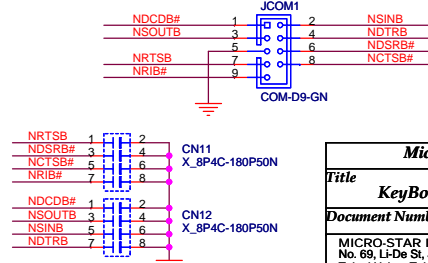 JCOM1
NDCDB# 1 2 NSINB
NSOUTB 3 4 NDTRB
5 6 NDSRB#
NRTSB 7 8 NCTSB#
NRIB# 9
COM-D9-GN
NRTSB 1 2
NDSRB# 3 4
NCTSB# 5 6
NRIB# 7 8
CN11
X_8P4C-180P50N
NDCDB# 1 2
NSOUTB 3 4
NSINB 5 6
NDTRB 7 8
CN12
X_8P4C-180P50N
Title
Document
MICRO-STAR
No. 69, Li-De St,